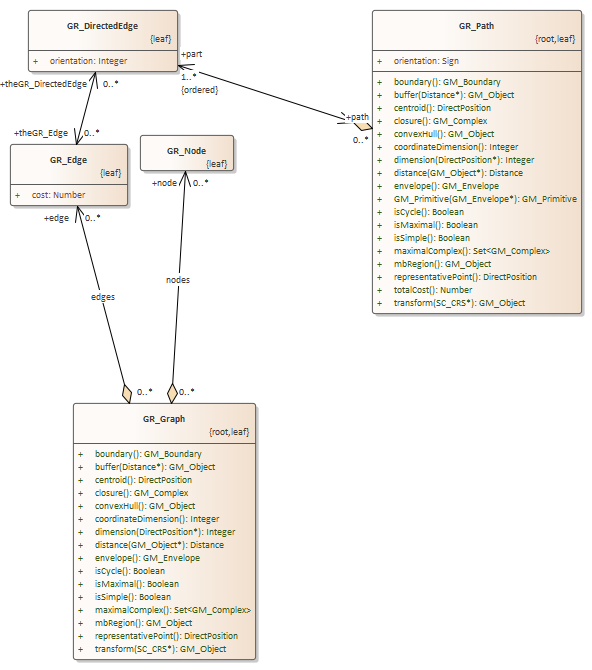 GR_DirectedEdge
{leaf}
+ orientation: Integer
+theGR_DirectedEdge
0..*
+part
1..*
{ordered}
GR_Path
{root,leaf}
+ orientation: Sign
+ boundary(): GM_Boundary
+ buffer(Distance*): GM_Object
+ centroid(): DirectPosition
+ closure(): GM_Complex
+ convexHull(): GM_Object
+ coordinateDimension(): Integer
+ dimension(DirectPosition*): Integer
+ distance(GM_Object*): Distance
+ envelope(): GM_Envelope
+ GM_Primitive(GM_Envelope*): GM_Primitive
+ isCycle(): Boolean
+ isMaximal(): Boolean
+ isSimple(): Boolean
+ maximalComplex(): Set<GM_Complex>
+ mbRegion(): GM_Object
+ representativePoint(): DirectPosition
+ totalCost(): Number
+ transform(SC_CRS*): GM_Object
+path
0..*
+theGR_Edge
0..*
GR_Edge
{leaf}
+ cost: Number
+edge
0..*
GR_Node
{leaf}
+node
0..*
edges
nodes
0..*
0..*
GR_Graph
{root,leaf}
+ boundary(): GM_Boundary
+ buffer(Distance*): GM_Object
+ centroid(): DirectPosition
+ closure(): GM_Complex
+ convexHull(): GM_Object
+ coordinateDimension(): Integer
+ dimension(DirectPosition*): Integer
+ distance(GM_Object*): Distance
+ envelope(): GM_Envelope
+ isCycle(): Boolean
+ isMaximal(): Boolean
+ isSimple(): Boolean
+ maximalComplex(): Set<GM_Complex>
+ mbRegion(): GM_Object
+ representativePoint(): DirectPosition
+ transform(SC_CRS*): GM_Object